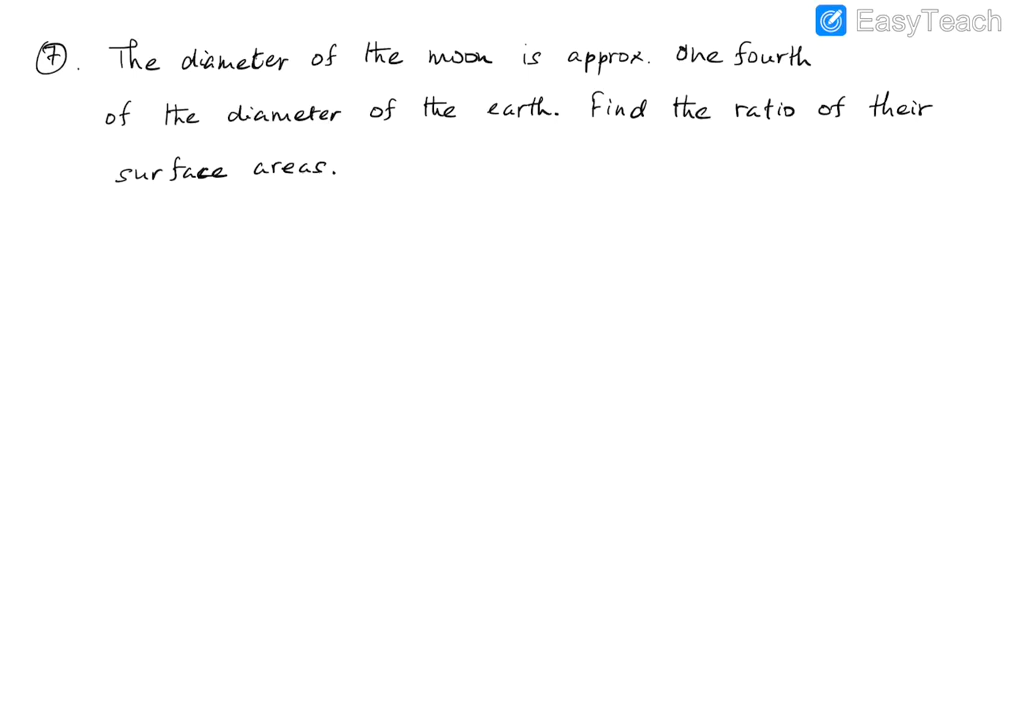 EasyTeach
7. The diameter of the moon is approx. One fourth
of the diameter of the earth. Find the ratio of their
surface areas.